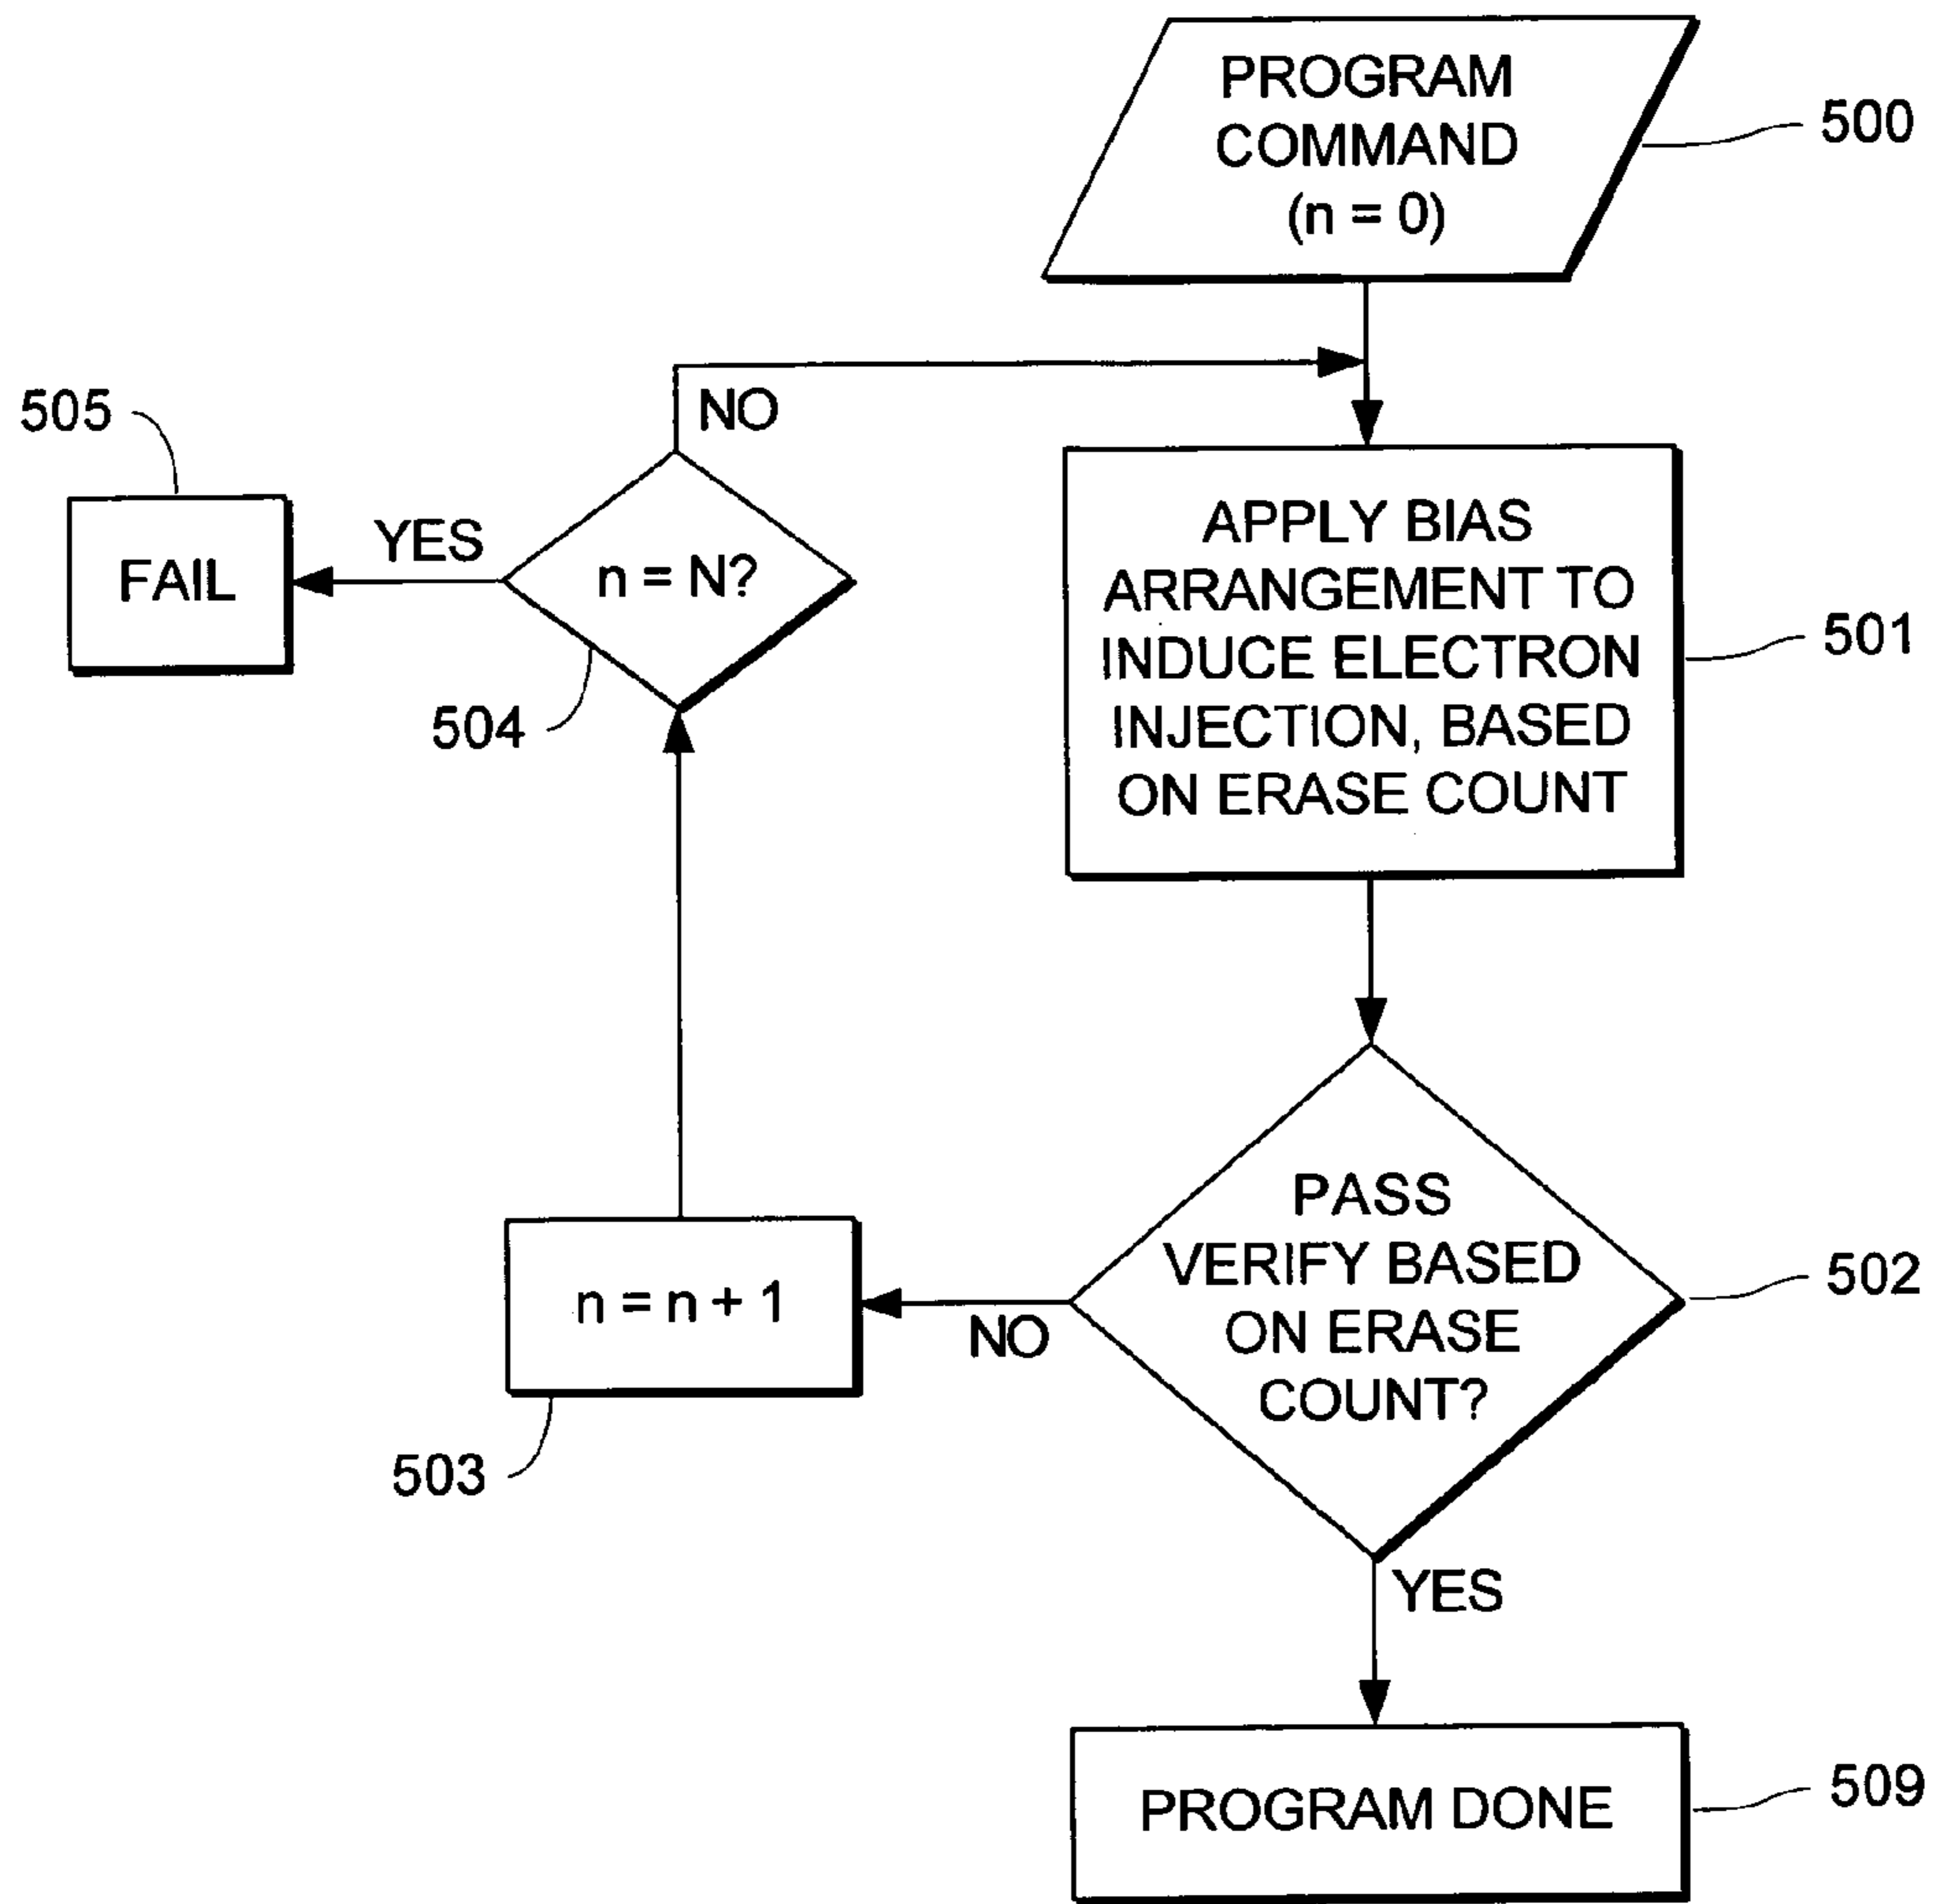 PROGRAM
COMMAND
(n = 0)
500
NO
505
FAIL
YES
n = N?
504
APPLY BIAS
ARRANGEMENT TO
INDUCE ELECTRON
INJECTION, BASED
ON ERASE COUNT
501
PASS
VERIFY BASED
ON ERASE
COUNT?
502
NO
n = n + 1
503
YES
PROGRAM DONE
509